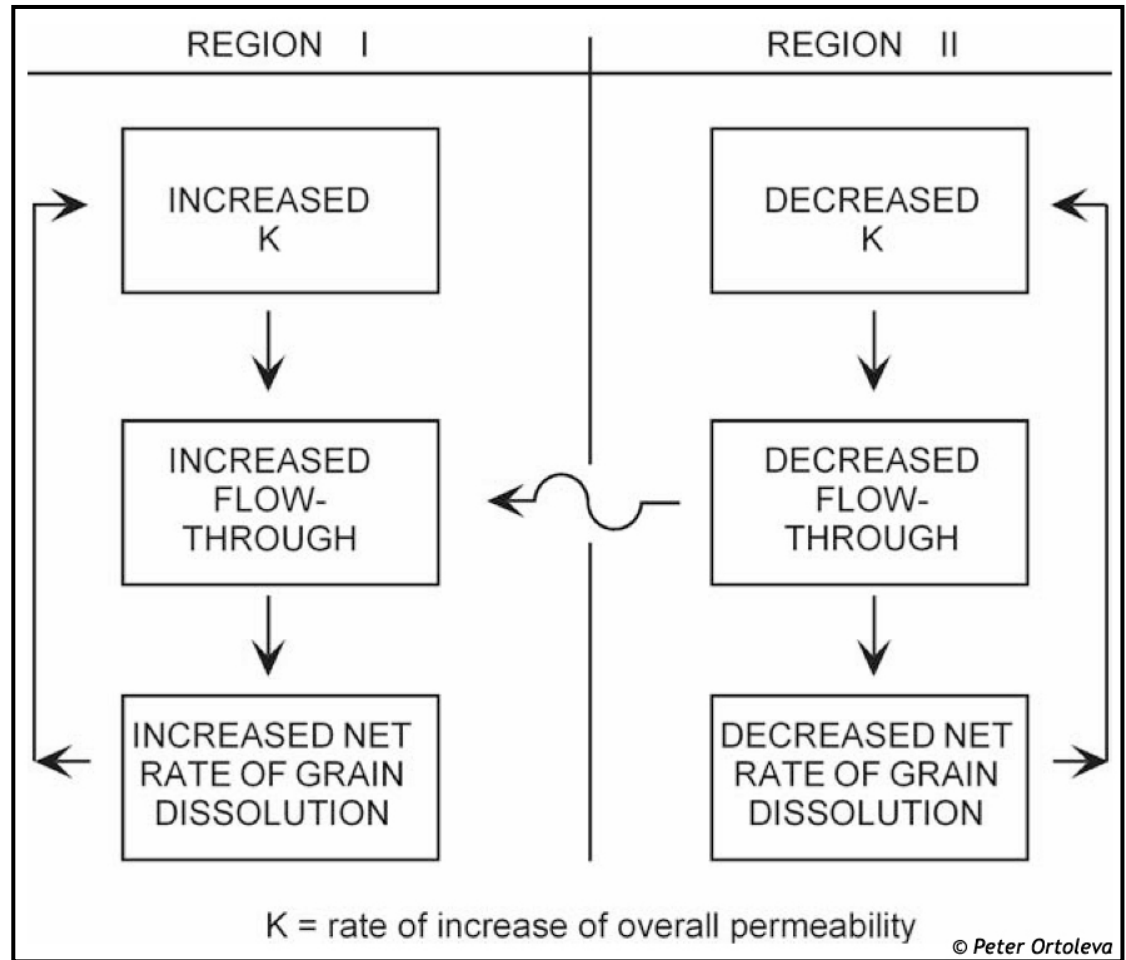 REGION I
REGION II
INCREASED
K
DECREASED
K
INCREASED
FLOW-
THROUGH
DECREASED
FLOW-
THROUGH
INCREASED NET
RATE OF GRAIN
DISSOLUTION
DECREASED NET
RATE OF GRAIN
DISSOLUTION
K = rate of increase of overall permeability
© Peter Ortoleva